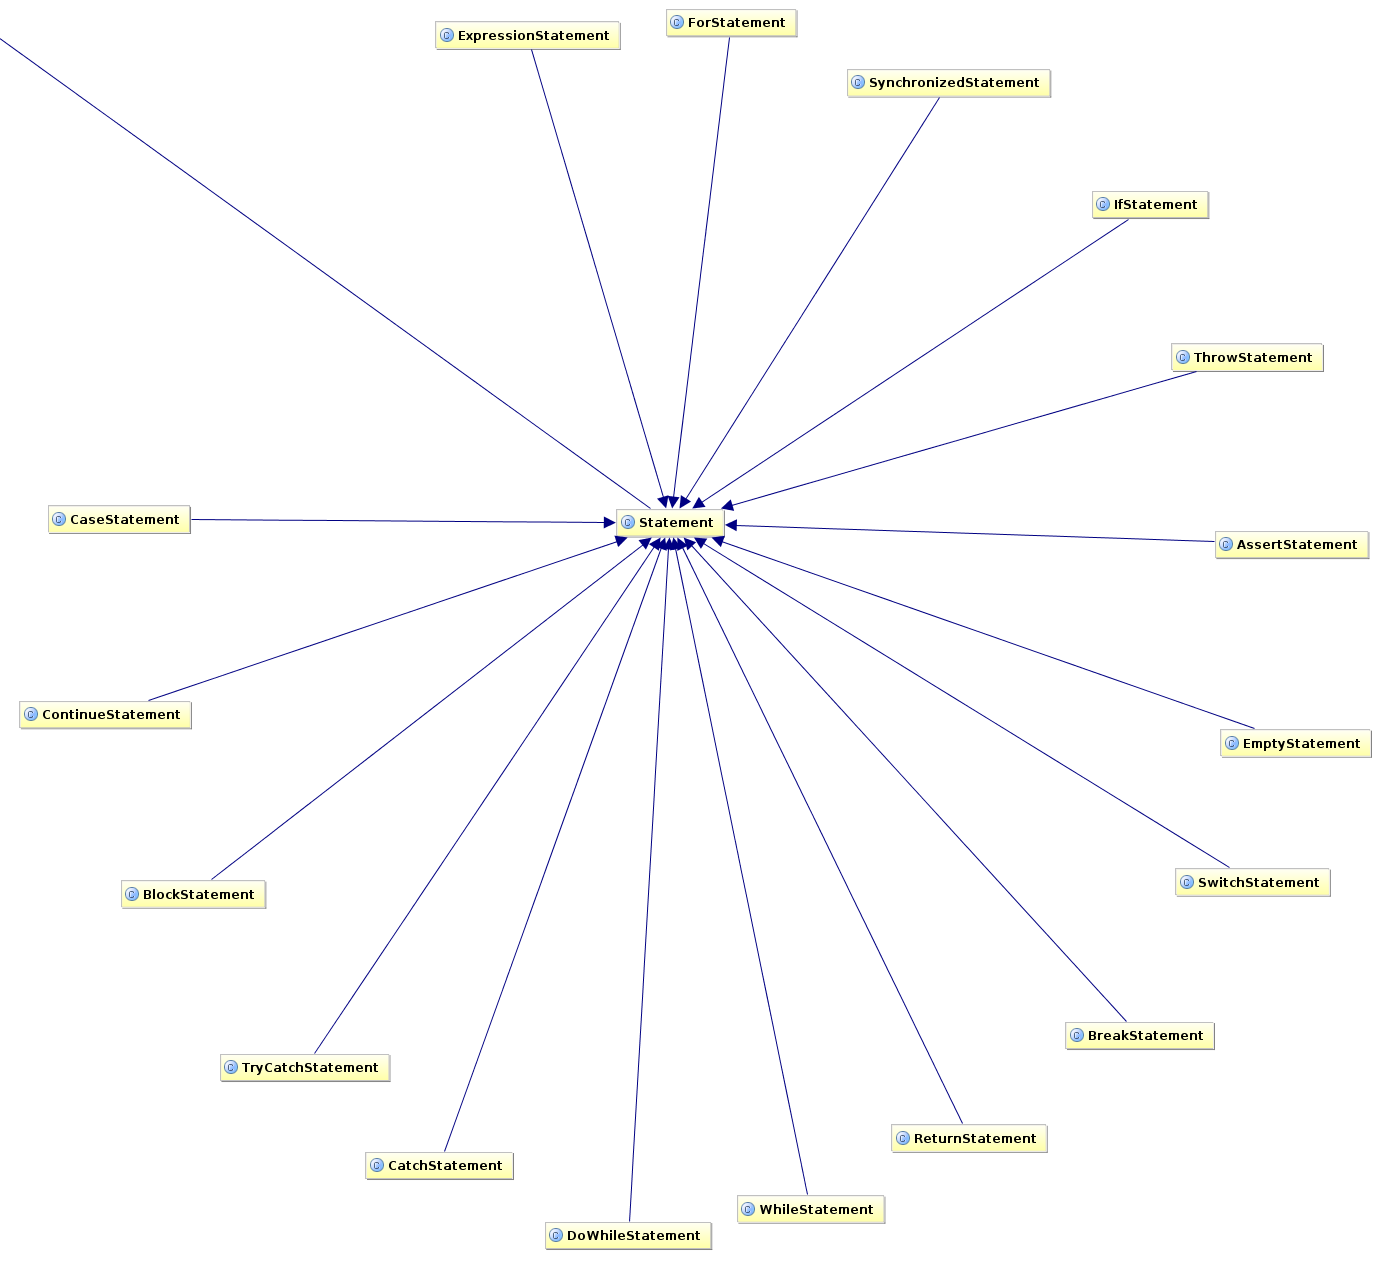 ForStatement
ExpressionStatement
SynchronizedStatement
IfStatement
ThrowStatement
CaseStatement
Statement
AssertStatement
ContinueStatement
EmptyStatement
SwitchStatement
BlockStatement
BreakStatement
TryCatchStatement
ReturnStatement
CatchStatement
WhileStatement
DoWhileStatement